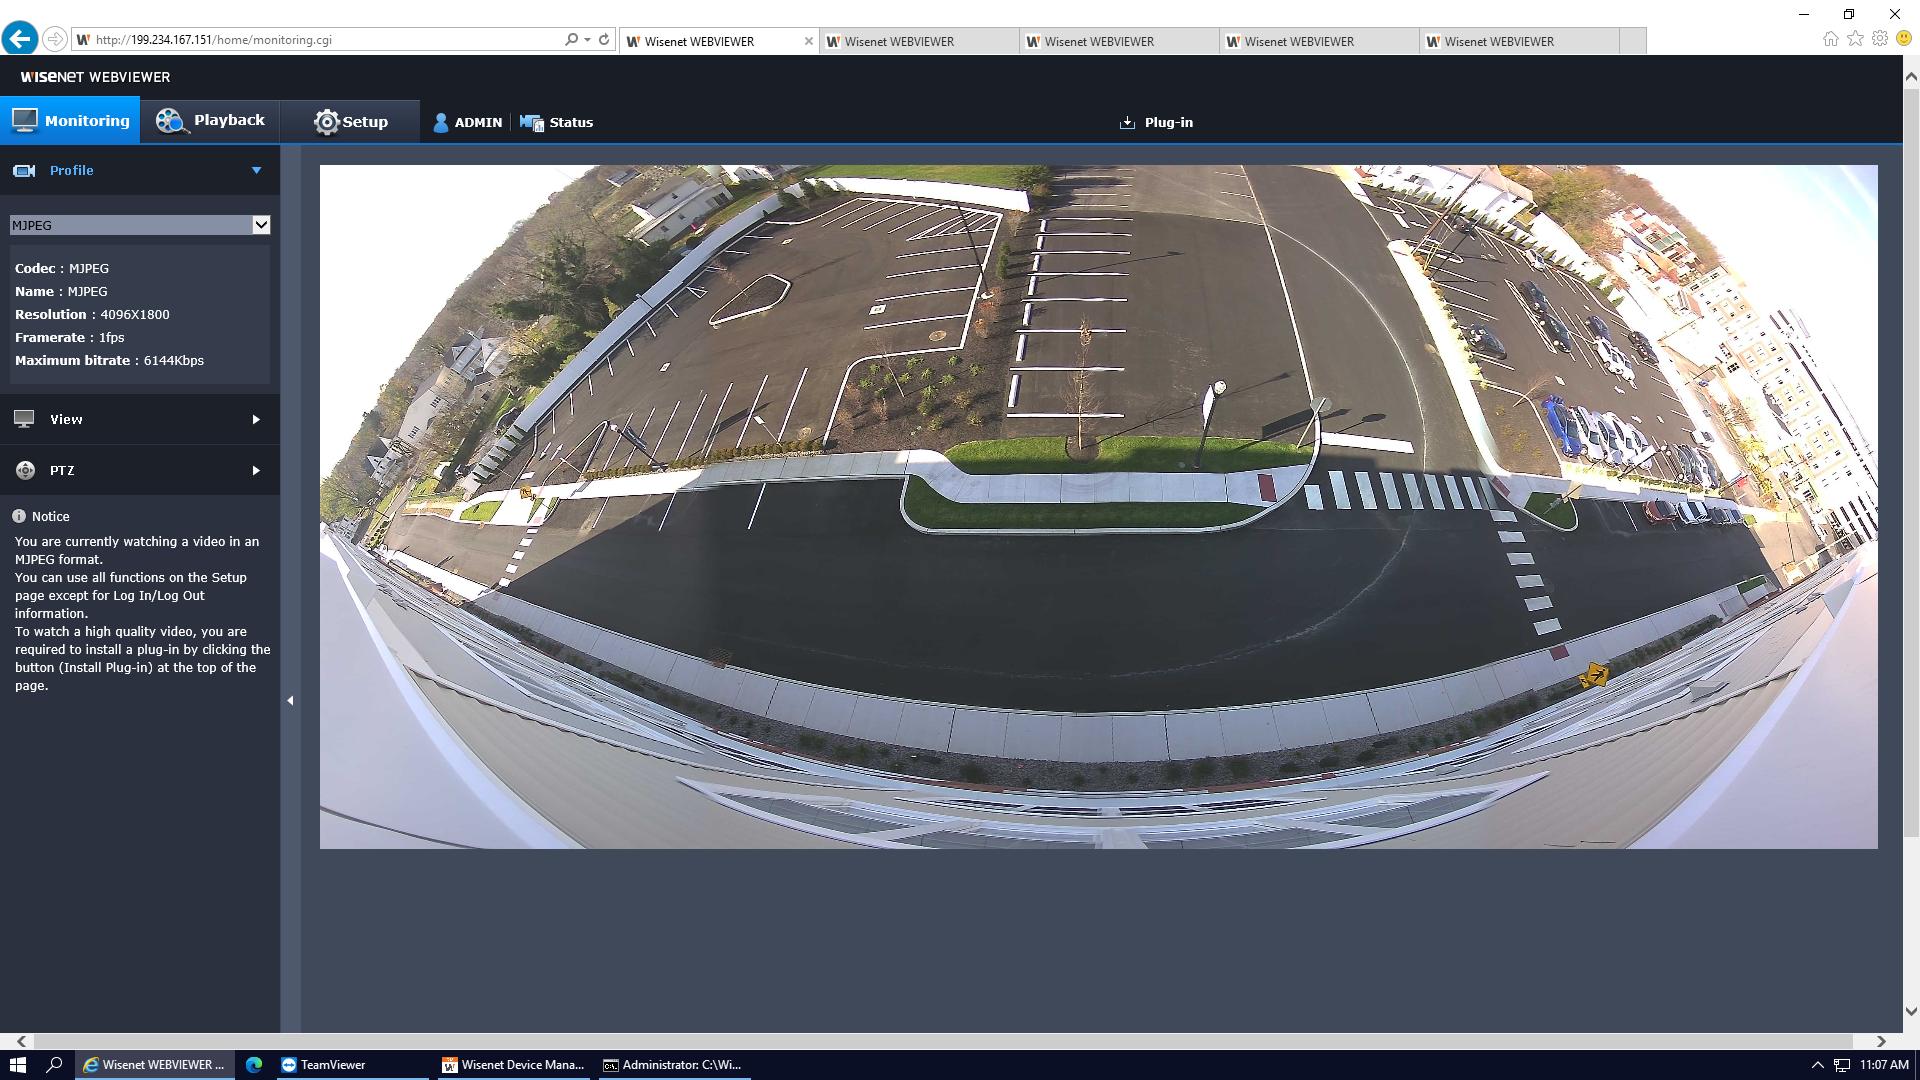 http://199.234.167.151/home/monitoring.cgi
Wisenet WEBVIEWER
Wisenet WEBVIEWER
Wisenet WEBVIEWER
Wisenet WEBVIEWER
Wisenet WEBVIEWER
WISENET WEBVIEWER
Monitoring
Playback
Setup
ADMIN
Status
Plug-in
Profile
MJPEG
Codec : MJPEG
Name : MJPEG
Resolution : 4096X1800
Framerate : 1fps
Maximum bitrate : 6144Kbps
View
PTZ
Notice
You are currently watching a video in an
MJPEG format.
You can use all functions on the Setup
page except for Log In/Log Out
information.
To watch a high quality video, you are
required to install a plug-in by clicking the
button (Install Plug-in) at the top of the
page.
Wisenet WEBVIEWER ...
TeamViewer
Wisenet Device Mana...
Administrator: C:\Wi...
11:07 AM